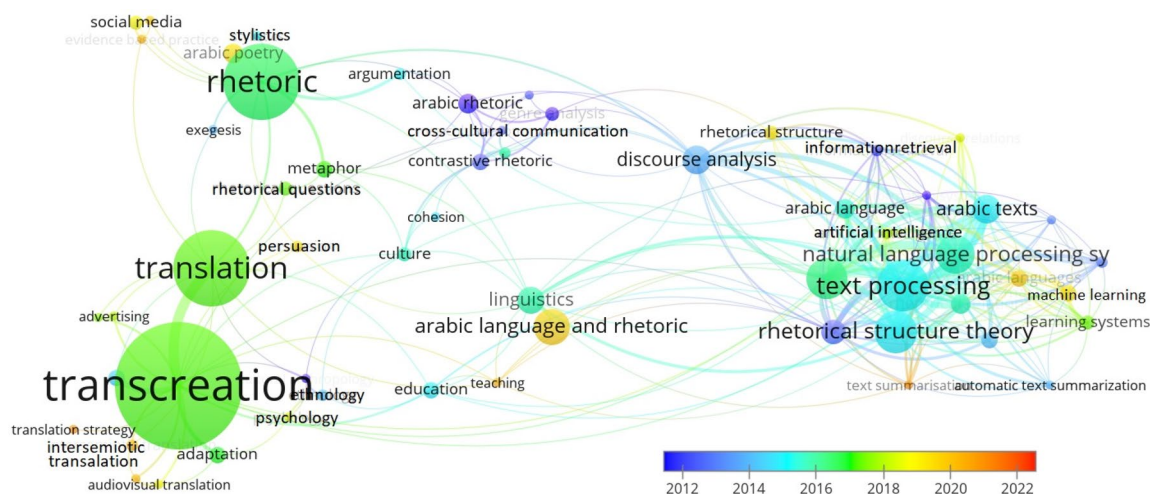 social media
evidence based practice
stylistics
arabic poetry
rhetoric
argumentation
arabic rhetoric
genre analysis
exegesis
cross-cultural communication
rhetorical structure
informationretrieval
contrastive rhetoric
discourse analysis
metaphor
rhetorical questions
cohesion
arabic language
arabic texts
artificial intelligence
persuasion
culture
natural language processing sy
translation
arabic languages
text processing
linguistics
machine learning
advertising
arabic language and rhetoric
rhetorical structure theory
learning systems
transcreation
ethnology
education
teaching
text summarisation
automatic text summarization
psychology
translation strategy
intersemiotic
transalation
adaptation
audiovisual translation
2012 2014 2016 2018 2020 2022